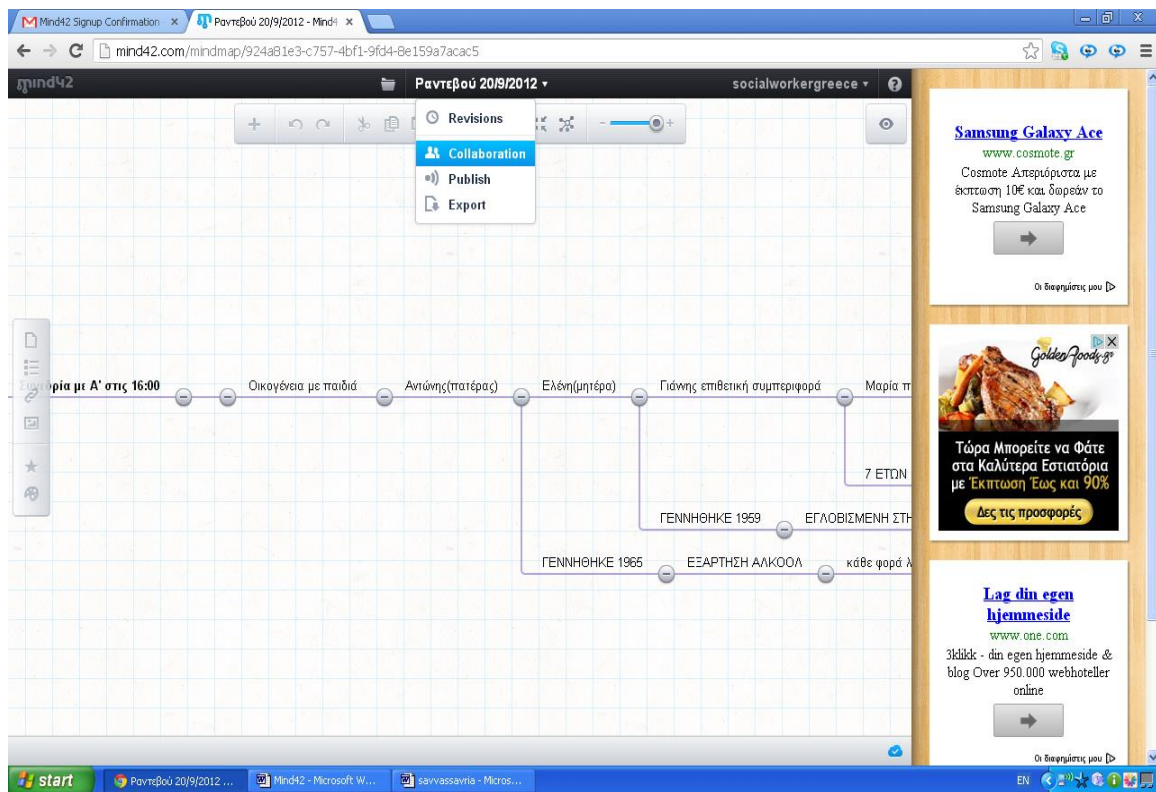 Mind42 Signup Confirmation
Ραντεβού 20/9/2012 - Mind4
mind42.com/mindmap/924a81e3-c757-4bf1-9fd4-8e159a7acac5
mind42
Ραντεβού 20/9/2012
socialworkergreece
?
Revisions
Collaboration
Publish
Export
- +
με Α' στις 16:00
Οικογένεια με παιδιά
Αντώνης(πατέρας)
Ελένη(μητέρα)
Γιάννης επιθετική συμπεριφορά
Μαρία π
7 ΕΤΩΝ
ΓΕΝΝΗΘΗΚΕ 1959
ΕΓΛΟΒΙΣΜΕΝΗ ΣΤΗ
ΓΕΝΝΗΘΗΚΕ 1965
ΕΞΑΡΤΗΣΗ ΑΛΚΟΟΛ
κάθε φορά λ
Samsung Galaxy Ace
www.cosmote.gr
Cosmote Απεριόριστα με
έκπτωση 10€ και δωρεάν το
Samsung Galaxy Ace
Οι διαφημίσεις μου
GoldenFoods.gr
Τώρα Μπορείτε να Φάτε
στα Καλύτερα Εστιατόρια
με Έκπτωση Έως και 90%
Δες τις προσφορές
Lag din egen
hjemmeside
www.one.com
3klikk - din egen hjemmeside &
blog Over 950.000 webhoteller
online
Οι διαφημίσεις μου
start
Ραντεβού 20/9/2012 ...
Mind42 - Microsoft W...
savvassavria - Micros...
EN